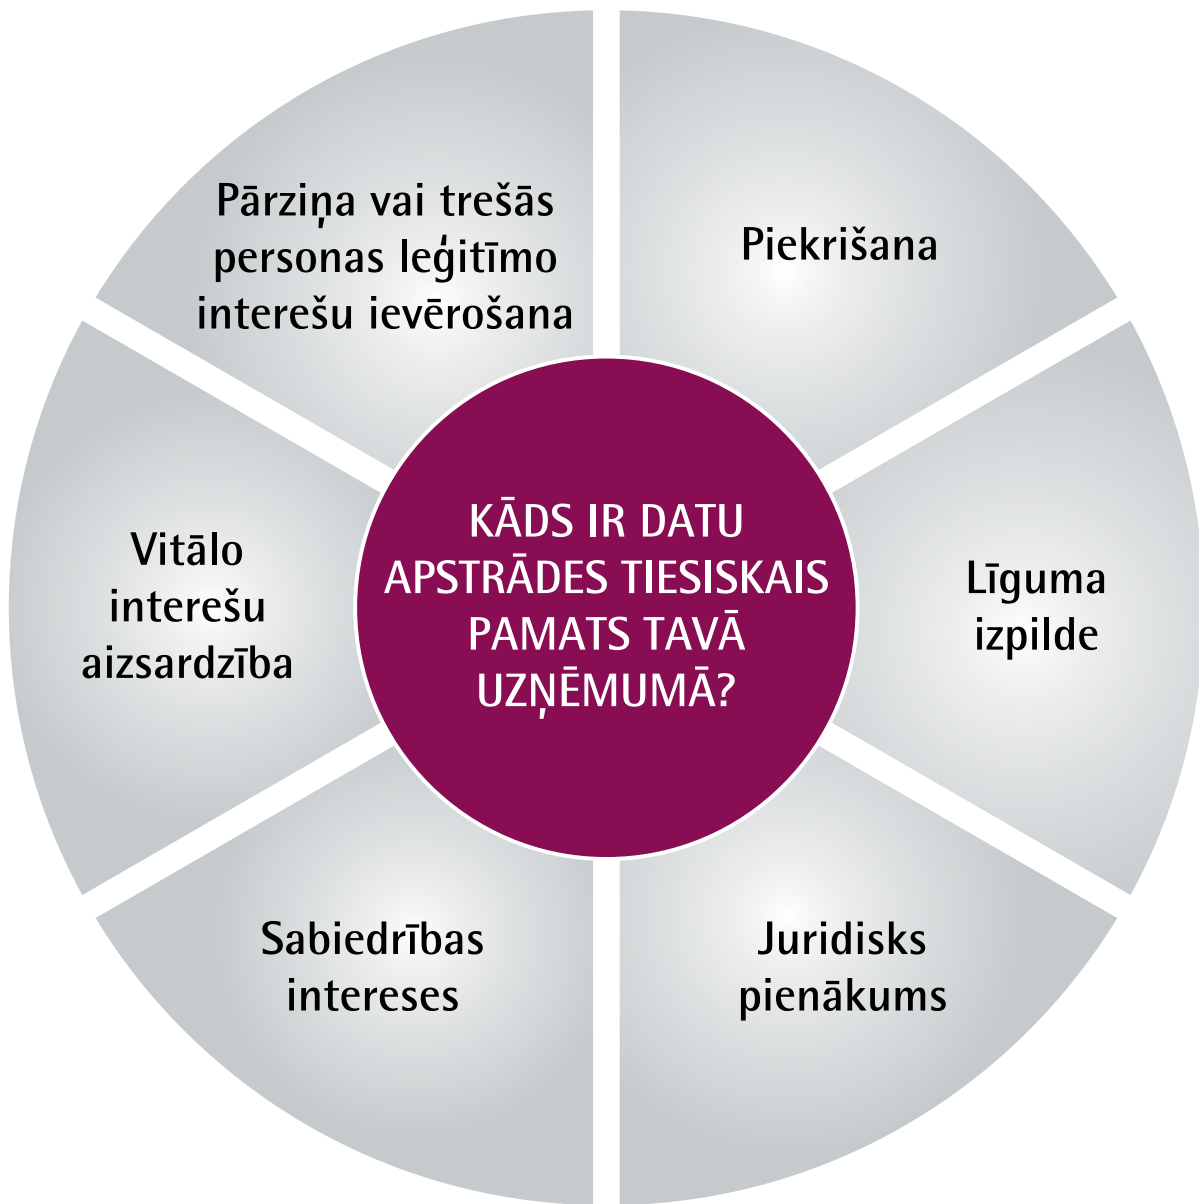 KĀDS IR DATU
APSTRĀDES TIESISKAIS
PAMATS TAVĀ
UZŅĒMUMĀ?
Piekrišana
Līguma
izpilde
Juridisks
pienākums
Sabiedrības
intereses
Vitālo
interešu
aizsardzība
Pārziņa vai trešās
personas leģitīmo
interešu ievērošana